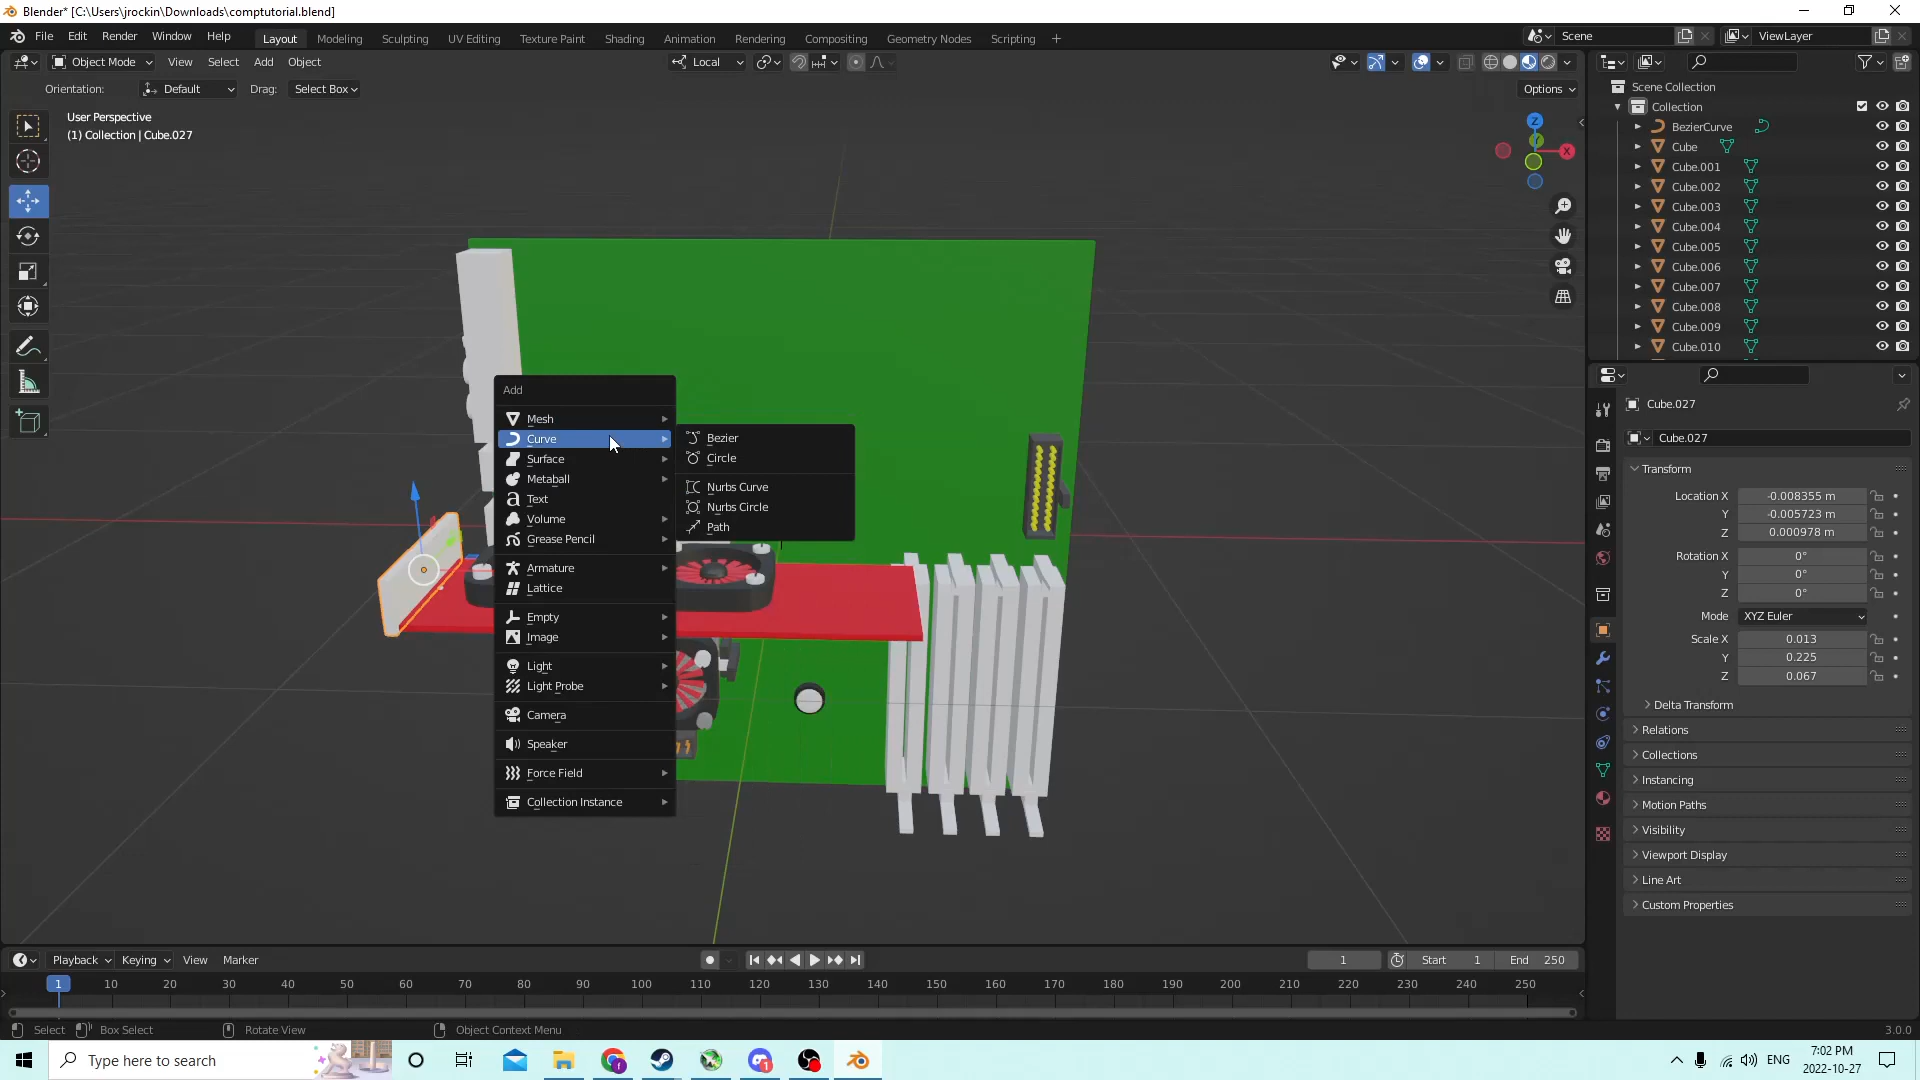 Blender* [C:\Users\jrockin\Downloads\comptutorial.blend]
File Edit Render Window Help Layout Modeling Sculpting UV Editing Texture Paint Shading Animation Rendering Compositing Geometry Nodes Scripting + Scene ViewLayer
Object Mode View Select Add Object Local
Orientation: Default Drag: Select Box Options
User Perspective
(1) Collection | Cube.027
Z
Y
X
Scene Collection
Collection
BezierCurve
Cube
Cube.001
Cube.002
Cube.003
Cube.004
Cube.005
Cube.006
Cube.007
Cube.008
Cube.009
Cube.010
Add
Mesh
Curve
Surface
Metaball
Text
Volume
Grease Pencil
Armature
Lattice
Empty
Image
Light
Light Probe
Camera
Speaker
Force Field
Collection Instance
Bezier
Circle
Nurbs Curve
Nurbs Circle
Path
Cube.027
Cube.027
Transform
Location X -0.008355 m
Y -0.005723 m
Z 0.000978 m
Rotation X 0°
Y 0°
Z 0°
Mode XYZ Euler
Scale X 0.013
Y 0.225
Z 0.067
Delta Transform
Relations
Collections
Instancing
Motion Paths
Visibility
Viewport Display
Line Art
Custom Properties
Playback Keying View Marker 1 Start 1 End 250
1 10 20 30 40 50 60 70 80 90 100 110 120 130 140 150 160 170 180 190 200 210 220 230 240 250
Select Box Select Rotate View Object Context Menu 3.0.0
Type here to search ENG 7:02 PM
2022-10-27